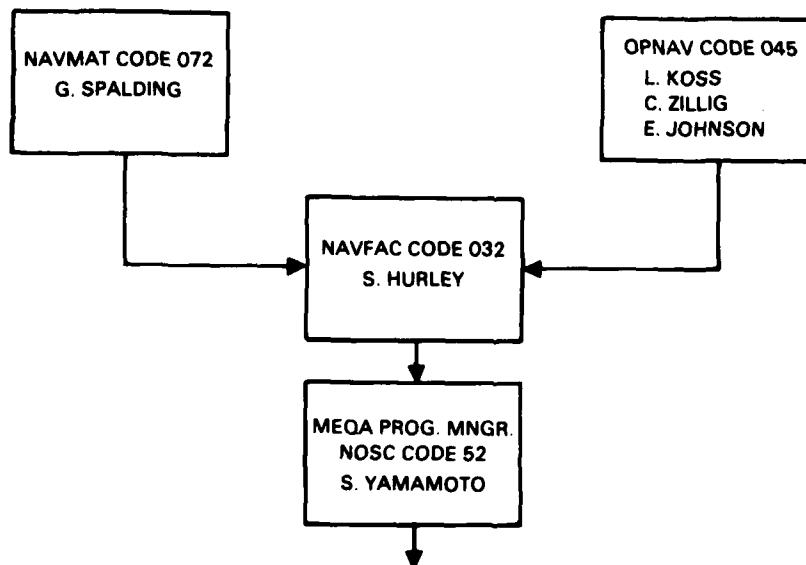 NAVMAT CODE 072
G. SPALDING
OPNAV CODE 045
L. KOSS
C. ZILLIG
E. JOHNSON
NAVFAC CODE 032
S. HURLEY
MEQA PROG. MNGR.
NOSC CODE 52
S. YAMAMOTO